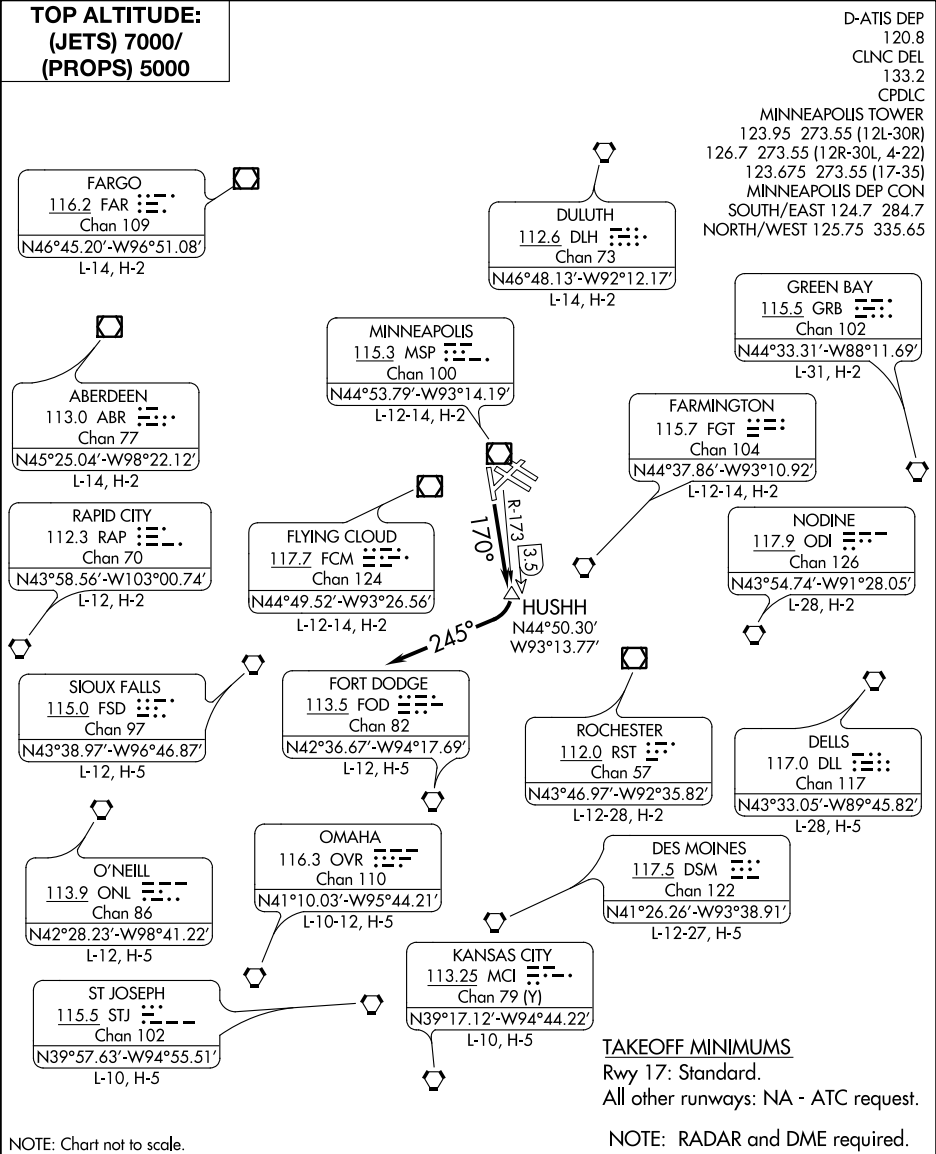 TOP ALTITUDE:
(JETS) 7000/
(PROPS) 5000
D-ATIS DEP
120.8
CLNC DEL
133.2
CPDLC
MINNEAPOLIS TOWER
123.95 273.55 (12L-30R)
126.7 273.55 (12R-30L, 4-22)
123.675 273.55 (17-35)
MINNEAPOLIS DEP CON
SOUTH/EAST 124.7 284.7
NORTH/WEST 125.75 335.65
FARGO
116.2 FAR
Chan 109
N46°45.20′-W96°51.08′
L-14, H-2
DULUTH
112.6 DLH
Chan 73
N46°48.13′-W92°12.17′
L-14, H-2
GREEN BAY
115.5 GRB
Chan 102
N44°33.31′-W88°11.69′
L-31, H-2
MINNEAPOLIS
115.3 MSP
Chan 100
N44°53.79′-W93°14.19′
L-12-14, H-2
ABERDEEN
113.0 ABR
Chan 77
N45°25.04′-W98°22.12′
L-14, H-2
FARMINGTON
115.7 FGT
Chan 104
N44°37.86′-W93°10.92′
L-12-14, H-2
RAPID CITY
112.3 RAP
Chan 70
N43°58.56′-W103°00.74′
L-12, H-2
FLYING CLOUD
117.7 FCM
Chan 124
N44°49.52′-W93°26.56′
L-12-14, H-2
170°
R-173
3.5
NODINE
117.9 ODI
Chan 126
N43°54.74′-W91°28.05′
L-28, H-2
HUSHH
N44°50.30′
W93°13.77′
245°
SIOUX FALLS
115.0 FSD
Chan 97
N43°38.97′-W96°46.87′
L-12, H-5
FORT DODGE
113.5 FOD
Chan 82
N42°36.67′-W94°17.69′
L-12, H-5
ROCHESTER
112.0 RST
Chan 57
N43°46.97′-W92°35.82′
L-12-28, H-2
DELLS
117.0 DLL
Chan 117
N43°33.05′-W89°45.82′
L-28, H-5
O'NEILL
113.9 ONL
Chan 86
N42°28.23′-W98°41.22′
L-12, H-5
OMAHA
116.3 OVR
Chan 110
N41°10.03′-W95°44.21′
L-10-12, H-5
DES MOINES
117.5 DSM
Chan 122
N41°26.26′-W93°38.91′
L-12-27, H-5
ST JOSEPH
115.5 STJ
Chan 102
N39°57.63′-W94°55.51′
L-10, H-5
KANSAS CITY
113.25 MCI
Chan 79 (Y)
N39°17.12′-W94°44.22′
L-10, H-5
TAKEOFF MINIMUMS
Rwy 17: Standard.
All other runways: NA - ATC request.
NOTE: Chart not to scale.
NOTE: RADAR and DME required.